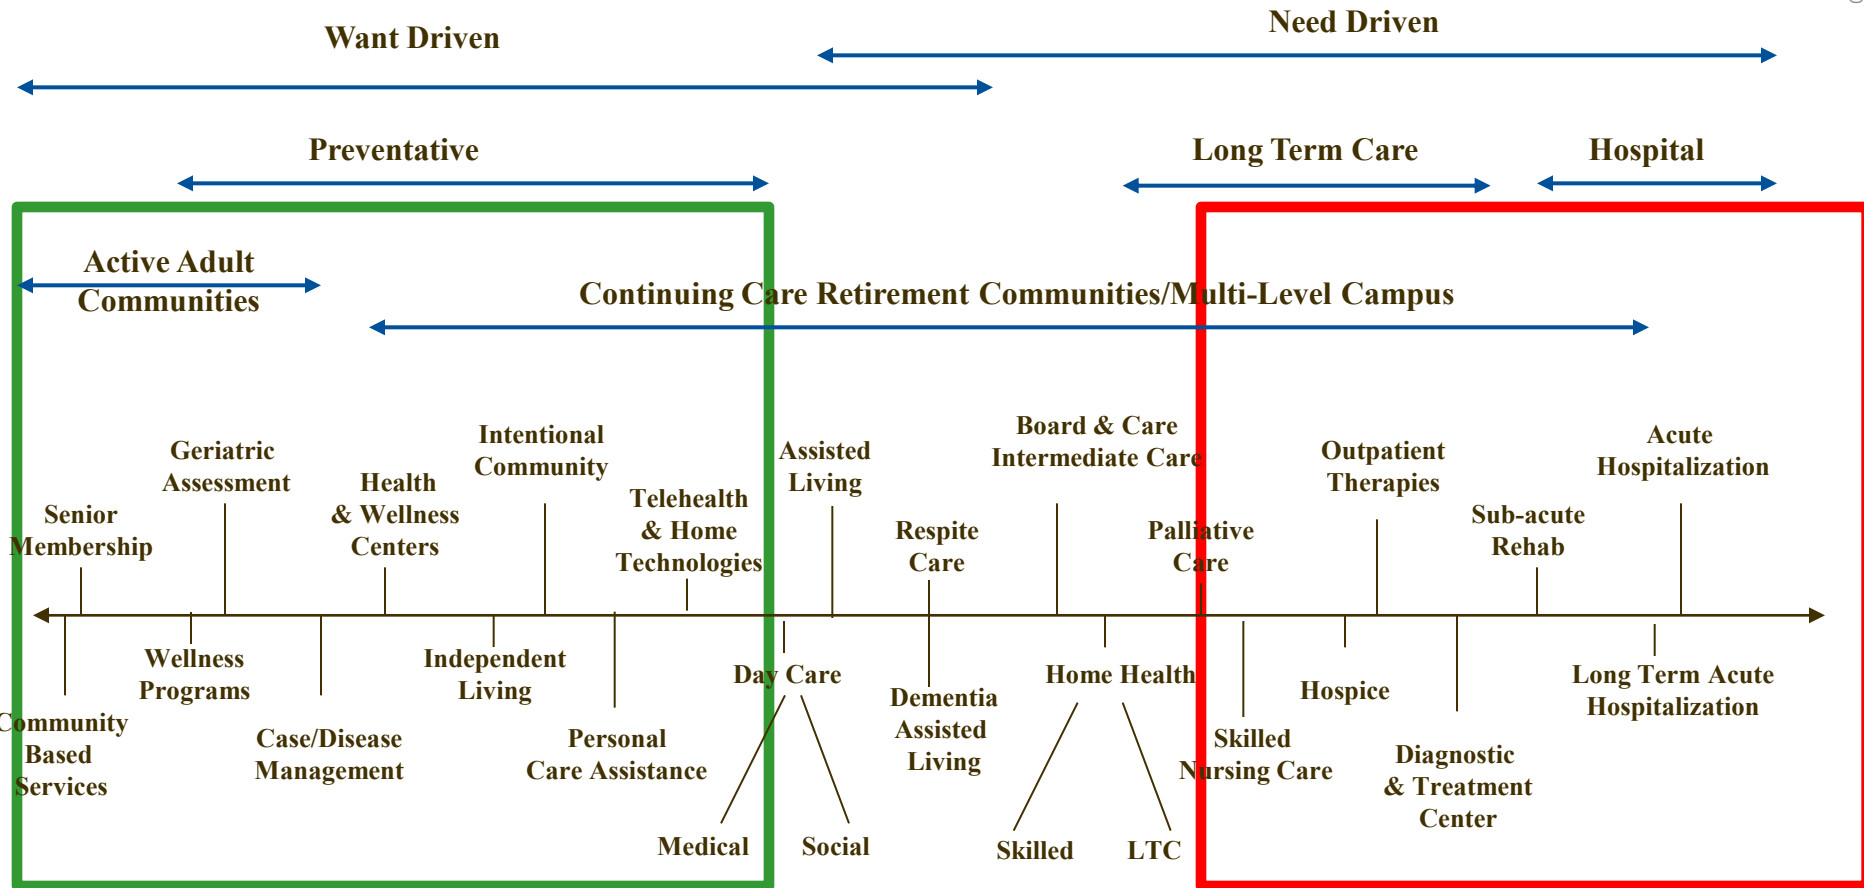 Want Driven
Need Driven
Preventative
Long Term Care
Hospital
Active Adult
Communities
Continuing Care Retirement Communities/Multi-Level Campus
Senior
Membership
Geriatric
Assessment
Health
& Wellness
Centers
Intentional
Community
Telehealth
& Home
Technologies
Assisted
Living
Respite
Care
Board & Care
Intermediate Care
Palliative
Care
Outpatient
Therapies
Sub-acute
Rehab
Acute
Hospitalization
Community
Based
Services
Wellness
Programs
Case/Disease
Management
Independent
Living
Personal
Care Assistance
Day Care
Medical
Social
Dementia
Assisted
Living
Home Health
Skilled
LTC
Skilled
Nursing Care
Hospice
Diagnostic
& Treatment
Center
Long Term Acute
Hospitalization